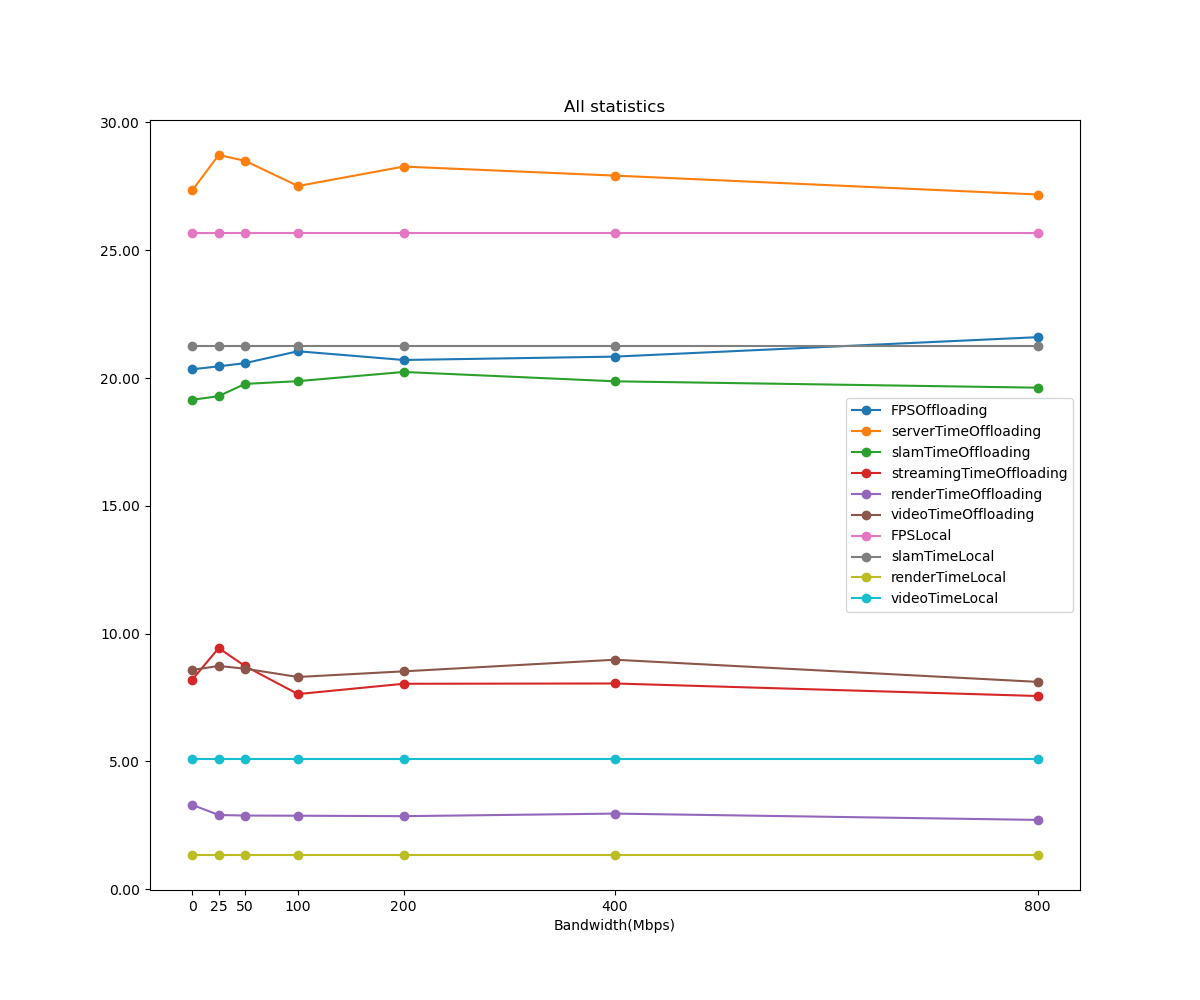 All statistics
30.00
25.00
20.00
15.00
10.00
5.00
0.00
FPSOffloading
serverTimeOffloading
slamTimeOffloading
streamingTimeOffloading
renderTimeOffloading
videoTimeOffloading
FPSLocal
slamTimeLocal
renderTimeLocal
videoTimeLocal
0 25 50 100 200 400 800
Bandwidth(Mbps)